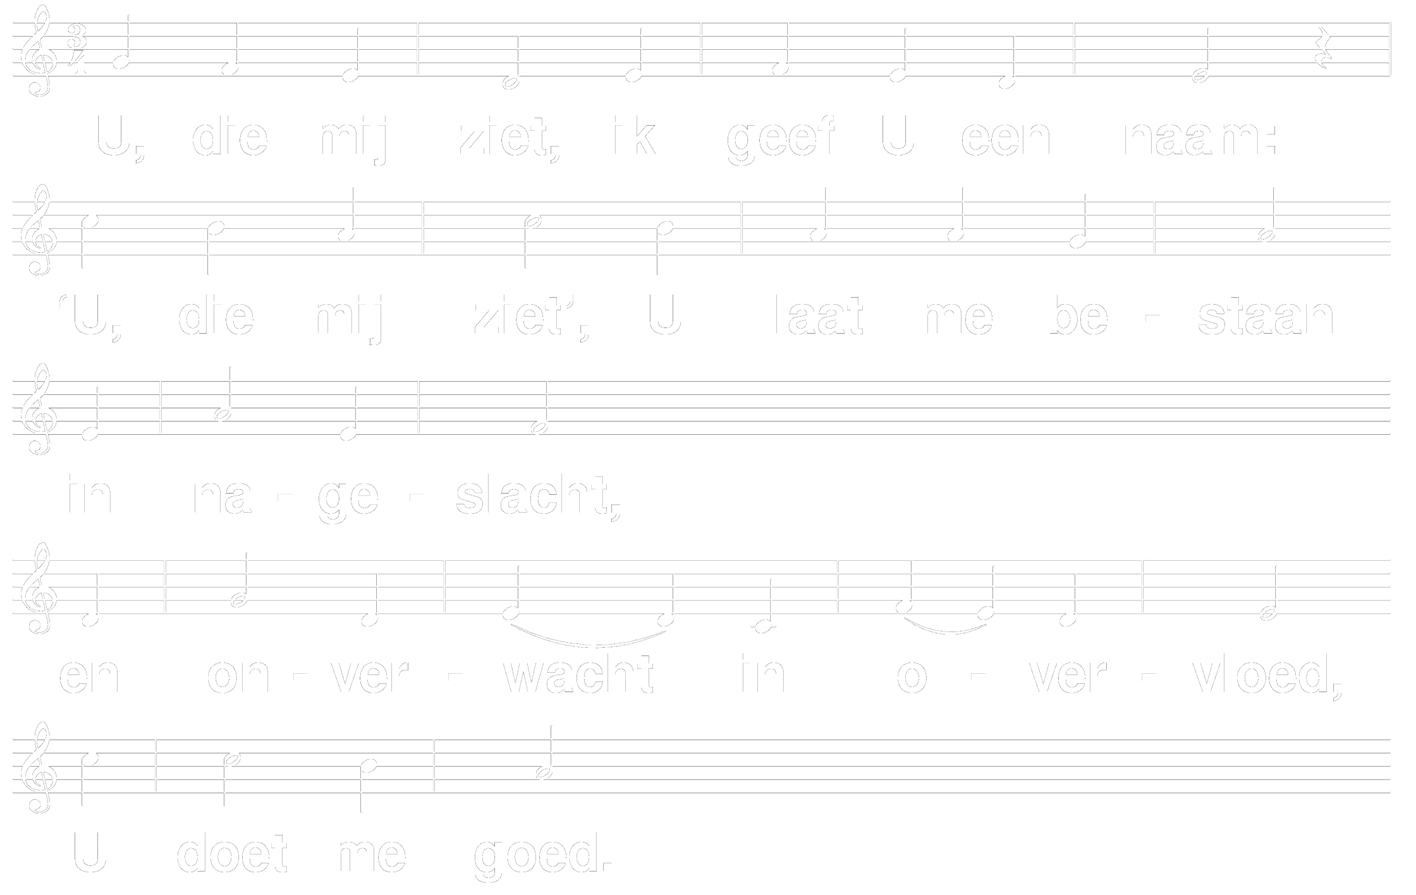 U, die mij ziet, ik geef U een naam:
‘U, die mij ziet’, U laat me be - staan
in na - ge - slacht,
en on - ver - wacht in o - ver - vloed,
U doet me goed.